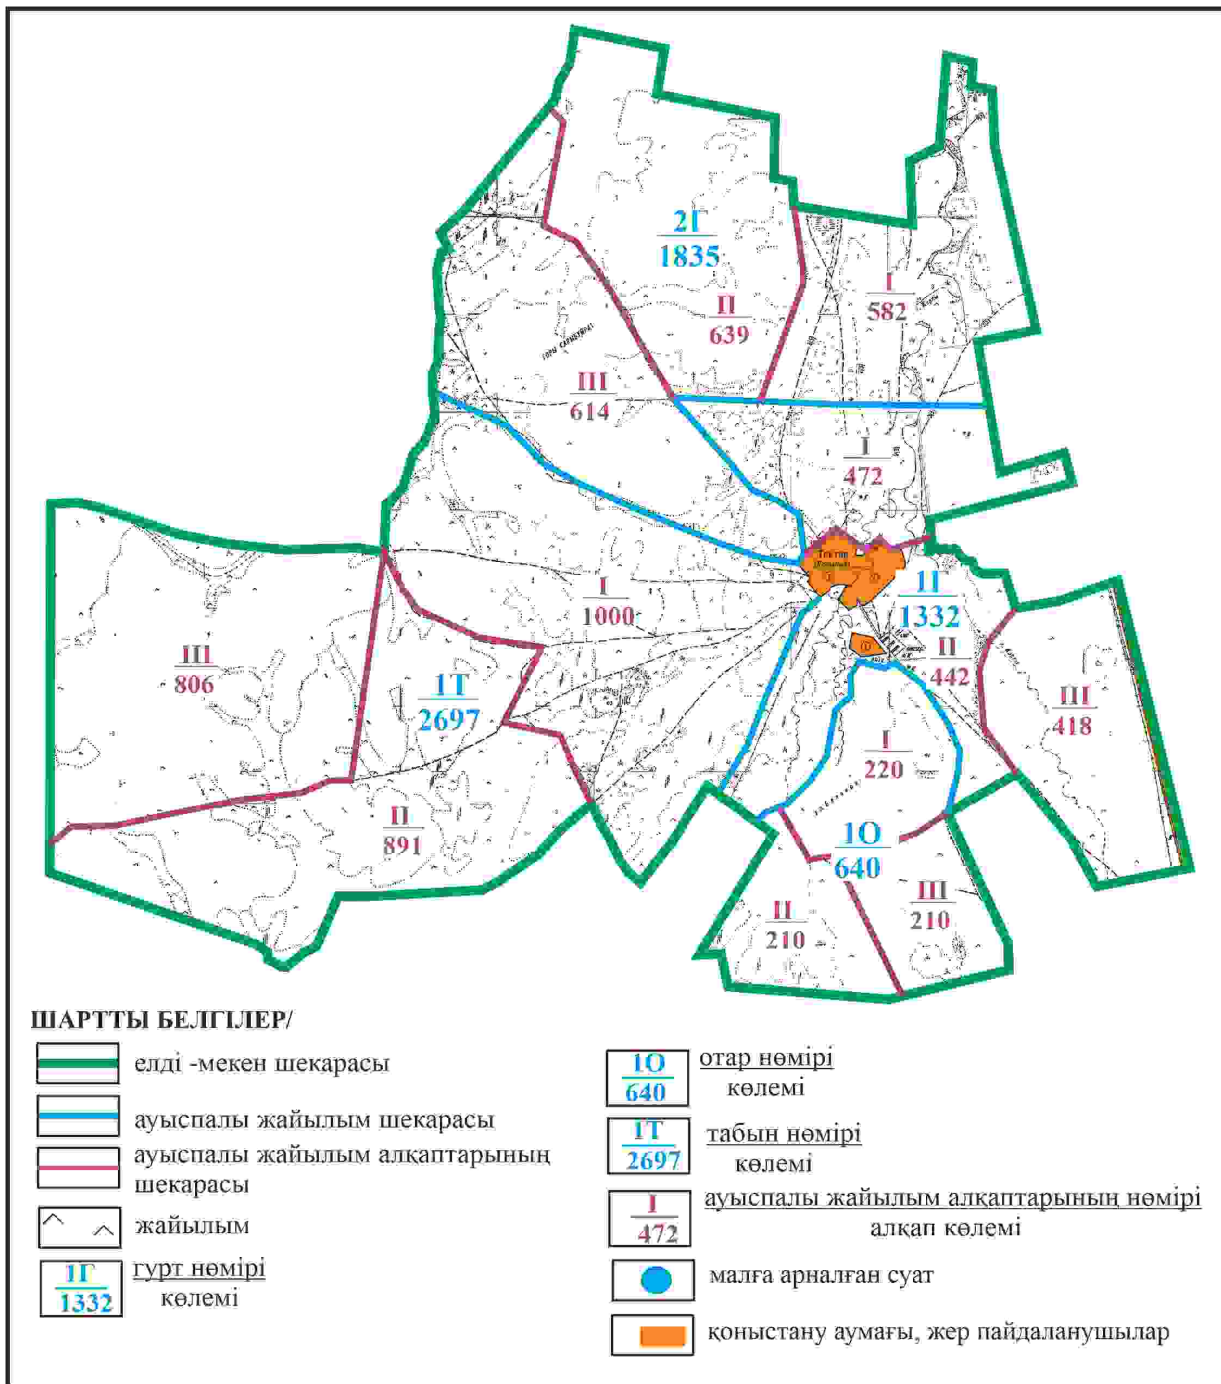 2Г
1835
I
582
II
639
III
614
I
472
I
1000
1Г
1332
III
806
II
442
1Т
2697
III
418
I
220
II
891
1О
640
III
210
II
210
ШАРТТЫ БЕЛГІЛЕР/
елді -мекен шекарасы
ауыспалы жайылым шекарасы
ауыспалы жайылым алқаптарының
шекарасы
жайылым
1Г
1332
гурт нөмірі
көлемі
1О
640
отар нөмірі
көлемі
1Т
2697
табын нөмірі
көлемі
I
472
ауыспалы жайылым алқаптарының нөмірі
алқап көлемі
малға арналған суат
қоныстану аумағы, жер пайдаланушылар